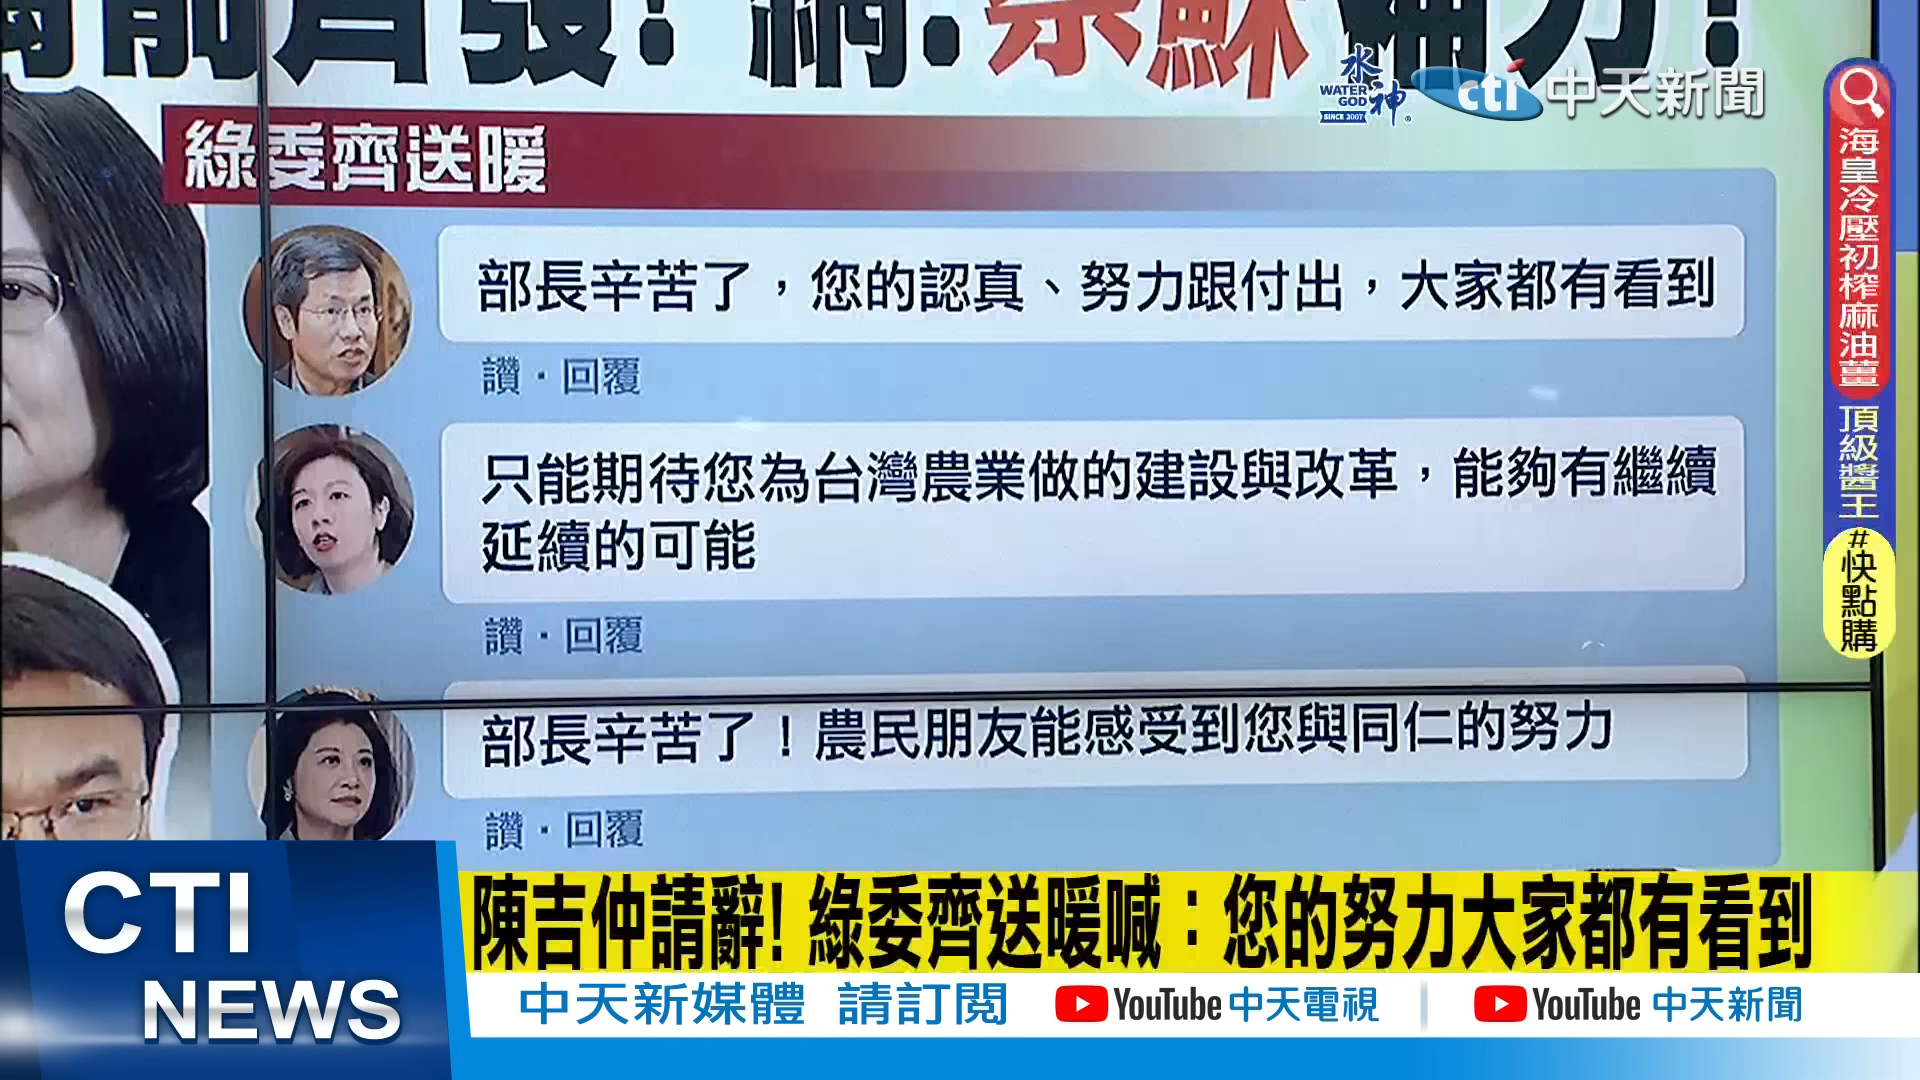 網:蔡蘇
水神
WATER GOD
SINCE 2007
cti 中天新聞
綠委齊送暖
部長辛苦了，您的認真、努力跟付出，大家都有看到
讚・回覆
只能期待您為台灣農業做的建設與改革，能夠有繼續
延續的可能
讚・回覆
部長辛苦了！農民朋友能感受到您與同仁的努力
讚・回覆
海皇冷壓初榨麻油薑 頂級醬王 #快點購
CTI
NEWS
陳吉仲請辭! 綠委齊送暖喊：您的努力大家都有看到
中天新媒體 請訂閱 YouTube 中天電視 | YouTube 中天新聞